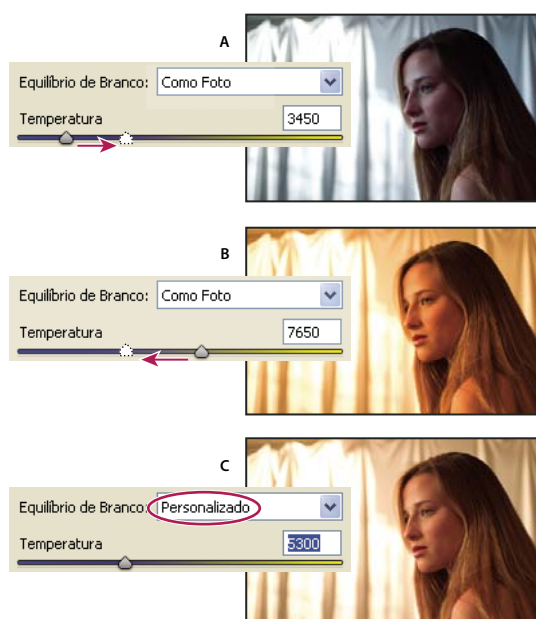 A
Equilíbrio de Branco: Como Foto
Temperatura 3450
B
Equilíbrio de Branco: Como Foto
Temperatura 7650
C
Equilíbrio de Branco: Personalizado
Temperatura 5300